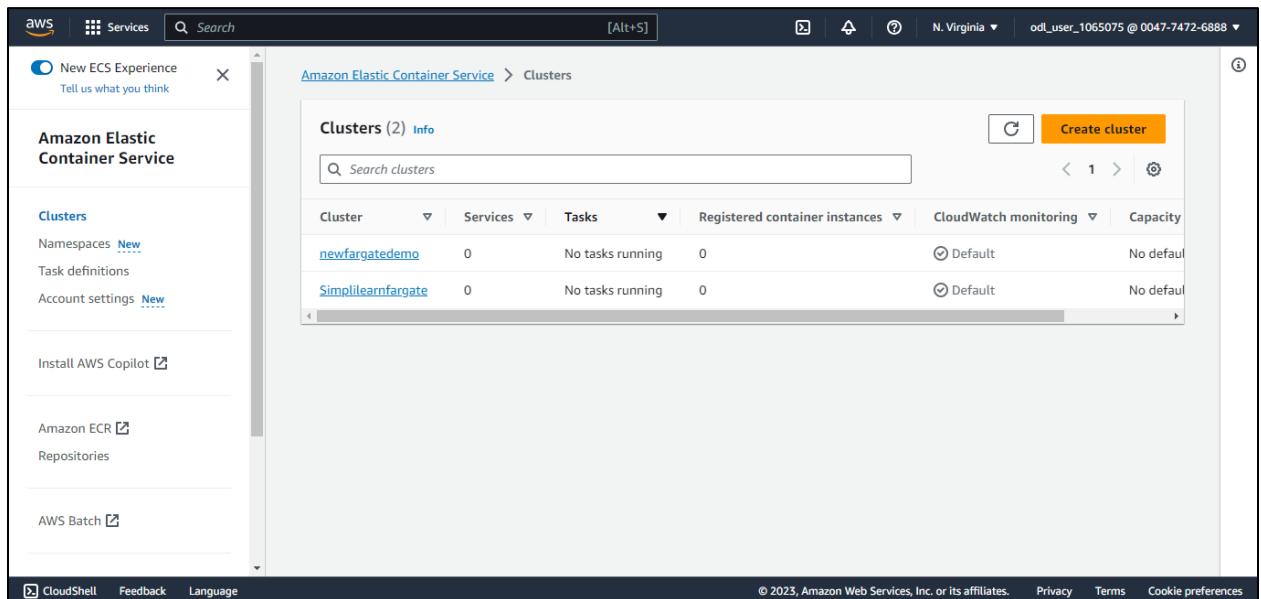 aws Services Search [Alt+S] N. Virginia odl_user_1065075 @ 0047-7472-6888
New ECS Experience
Tell us what you think
Amazon Elastic
Container Service
Clusters
Namespaces New
Task definitions
Account settings New
Install AWS Copilot
Amazon ECR
Repositories
AWS Batch
Amazon Elastic Container Service > Clusters
Clusters (2) Info
Create cluster
Search clusters
1
Cluster Services Tasks Registered container instances CloudWatch monitoring Capacity
newfargatedemo 0 No tasks running 0 Default No defaul
Simplilearnfargate 0 No tasks running 0 Default No defaul
CloudShell Feedback Language © 2023, Amazon Web Services, Inc. or its affiliates. Privacy Terms Cookie preferences